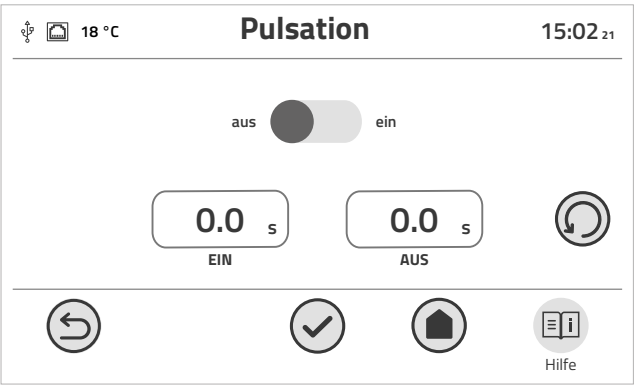 18 °C Pulsation 15:02 21
aus ein
0.0 s 0.0 s
EIN AUS
i
Hilfe